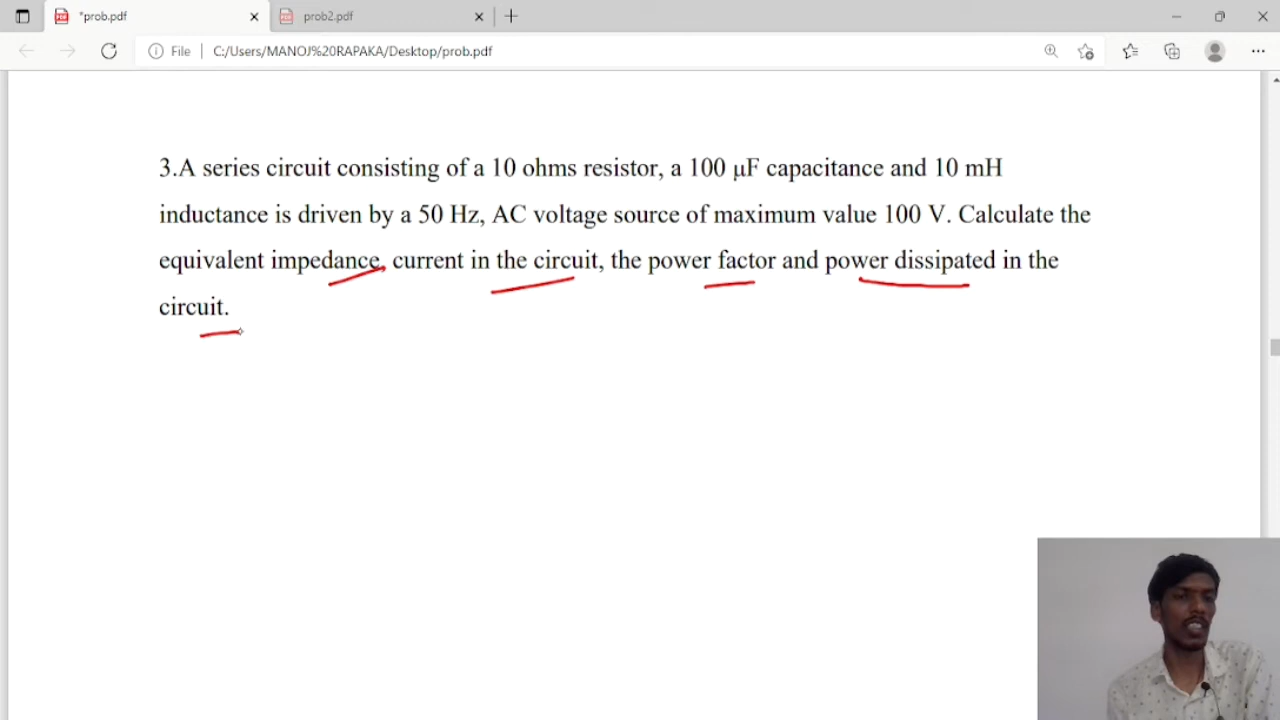 *prob.pdf
prob2.pdf
File
C:/Users/MANOJ%20RAPAKA/Desktop/prob.pdf
3.A series circuit consisting of a 10 ohms resistor, a 100 μF capacitance and 10 mH
inductance is driven by a 50 Hz, AC voltage source of maximum value 100 V. Calculate the
equivalent impedance, current in the circuit, the power factor and power dissipated in the
circuit.